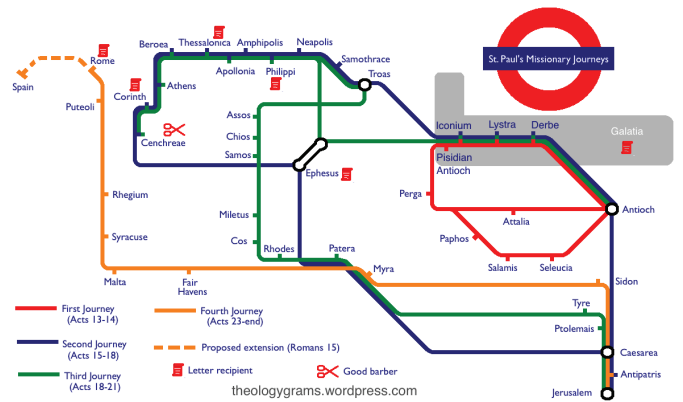 St. Paul's Missionary Journeys
Beroea
Thessalonica
Amphipolis
Neapolis
Rome
Samothrace
Spain
Apollonia
Philippi
Troas
Puteoli
Corinth
Athens
Assos
Iconium
Lystra
Derbe
Galatia
Chios
Cenchreae
Samos
Pisidian
Antioch
Ephesus
Rhegium
Perga
Miletus
Attalia
Antioch
Syracuse
Cos
Paphos
Rhodes
Patera
Salamis
Seleucia
Malta
Fair
Havens
Myra
Sidon
First Journey
(Acts 13-14)
Fourth Journey
(Acts 23-end)
Tyre
Ptolemais
Second Journey
(Acts 15-18)
Proposed extension (Romans 15)
Caesarea
Third Journey
(Acts 18-21)
Letter recipient
Good barber
Antipatris
theologygrams.wordpress.com
Jerusalem